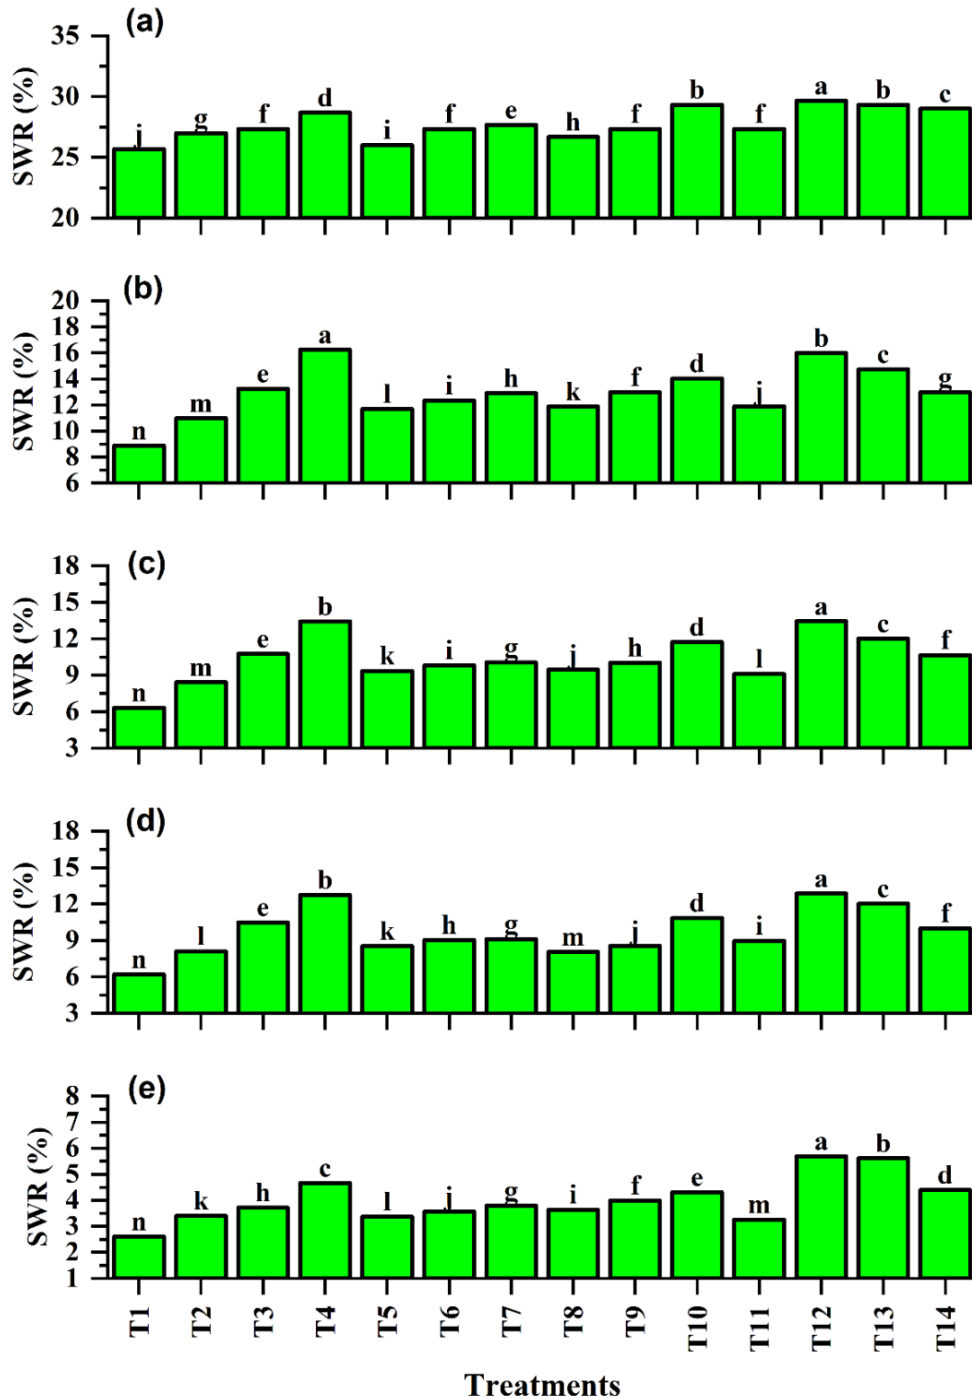 (a)
SWR (%)
35
30
25
20
j g f d i f e h f b f a b c
(b)
SWR (%)
20
18
16
14
12
10
8
6
n m e a l i h k f d j b c g
(c)
SWR (%)
18
15
12
9
6
3
n m e b k i g j h d l a c f
(d)
SWR (%)
18
15
12
9
6
3
n l e b k h g m j d i a c f
(e)
SWR (%)
8
7
6
5
4
3
2
1
n k h c l j g i f e m a b d
T1 T2 T3 T4 T5 T6 T7 T8 T9 T10 T11 T12 T13 T14
Treatments